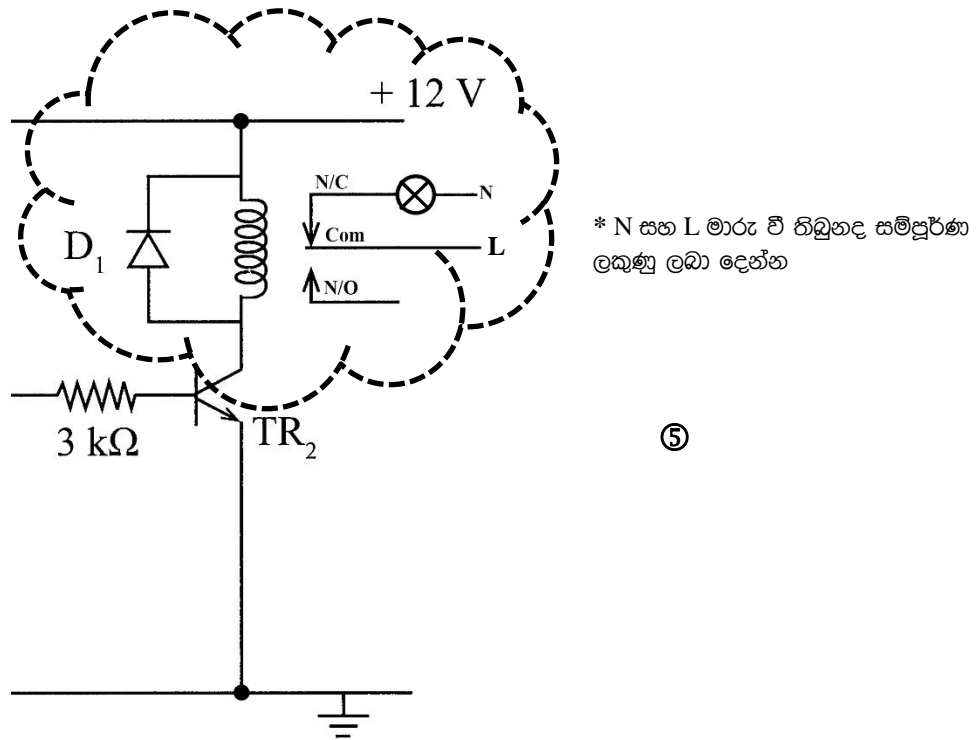 + 12 V
N/C
N
D1
Com
L
N/O
* N සහ L මාරු වී තිබුනද සම්පූර්ණ
ලකුණු ලබා දෙන්න
3 kΩ
TR2
⑤